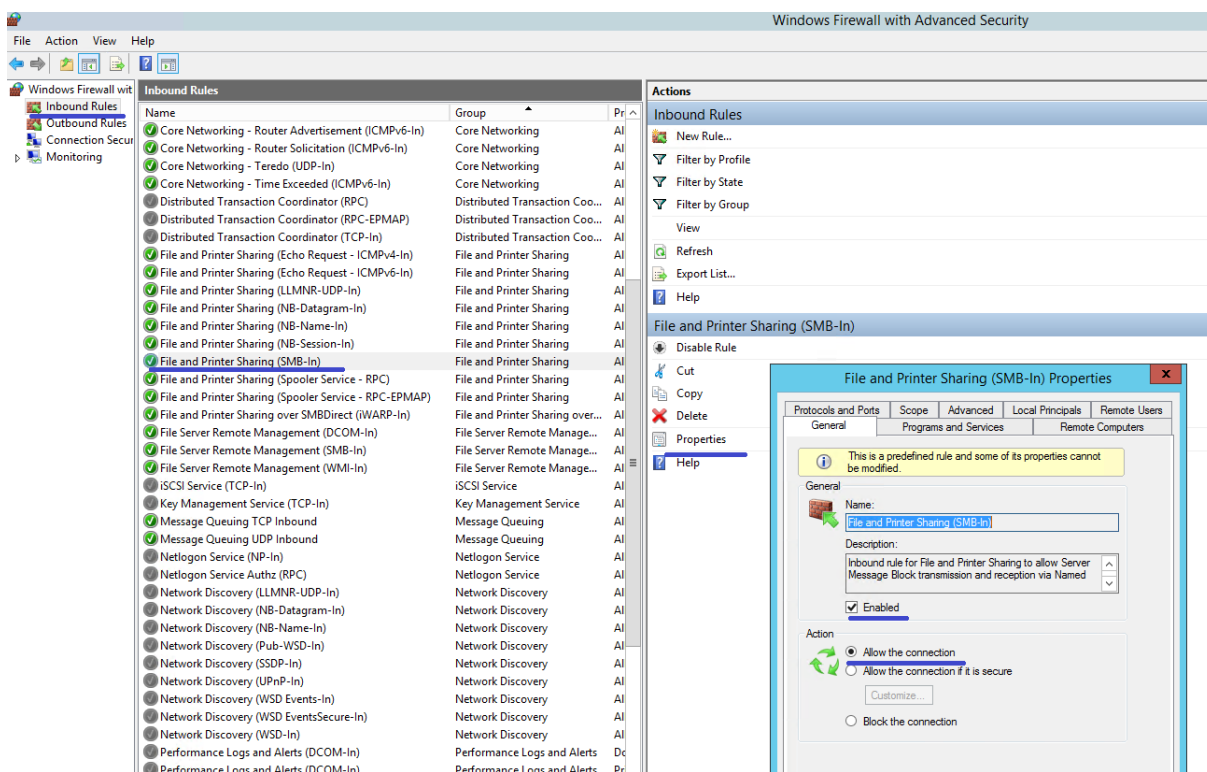 Windows Firewall with Advanced Security
File Action View Help
Windows Firewall wit
Inbound Rules
Outbound Rules
Connection Secur
Monitoring
Inbound Rules
Name Group Pr
Core Networking - Router Advertisement (ICMPv6-In) Core Networking Al
Core Networking - Router Solicitation (ICMPv6-In) Core Networking Al
Core Networking - Teredo (UDP-In) Core Networking Al
Core Networking - Time Exceeded (ICMPv6-In) Core Networking Al
Distributed Transaction Coordinator (RPC) Distributed Transaction Coo... Al
Distributed Transaction Coordinator (RPC-EPMAP) Distributed Transaction Coo... Al
Distributed Transaction Coordinator (TCP-In) Distributed Transaction Coo... Al
File and Printer Sharing (Echo Request - ICMPv4-In) File and Printer Sharing Al
File and Printer Sharing (Echo Request - ICMPv6-In) File and Printer Sharing Al
File and Printer Sharing (LLMNR-UDP-In) File and Printer Sharing Al
File and Printer Sharing (NB-Datagram-In) File and Printer Sharing Al
File and Printer Sharing (NB-Name-In) File and Printer Sharing Al
File and Printer Sharing (NB-Session-In) File and Printer Sharing Al
File and Printer Sharing (SMB-In) File and Printer Sharing Al
File and Printer Sharing (Spooler Service - RPC) File and Printer Sharing Al
File and Printer Sharing (Spooler Service - RPC-EPMAP) File and Printer Sharing Al
File and Printer Sharing over SMBDirect (iWARP-In) File and Printer Sharing over... Al
File Server Remote Management (DCOM-In) File Server Remote Manage... Al
File Server Remote Management (SMB-In) File Server Remote Manage... Al
File Server Remote Management (WMI-In) File Server Remote Manage... Al
iSCSI Service (TCP-In) iSCSI Service Al
Key Management Service (TCP-In) Key Management Service Al
Message Queuing TCP Inbound Message Queuing Al
Message Queuing UDP Inbound Message Queuing Al
Netlogon Service (NP-In) Netlogon Service Al
Netlogon Service Authz (RPC) Netlogon Service Al
Network Discovery (LLMNR-UDP-In) Network Discovery Al
Network Discovery (NB-Datagram-In) Network Discovery Al
Network Discovery (NB-Name-In) Network Discovery Al
Network Discovery (Pub-WSD-In) Network Discovery Al
Network Discovery (SSDP-In) Network Discovery Al
Network Discovery (UPnP-In) Network Discovery Al
Network Discovery (WSD Events-In) Network Discovery Al
Network Discovery (WSD EventsSecure-In) Network Discovery Al
Network Discovery (WSD-In) Network Discovery Al
Performance Logs and Alerts (DCOM-In) Performance Logs and Alerts Do
Performance Logs and Alerts (DCOM-In) Performance Logs and Alerts Pr
Actions
Inbound Rules
New Rule...
Filter by Profile
Filter by State
Filter by Group
View
Refresh
Export List...
Help
File and Printer Sharing (SMB-In)
Disable Rule
Cut
Copy
Delete
Properties
Help
File and Printer Sharing (SMB-In) Properties
x
Protocols and Ports Scope Advanced Local Principals Remote Users
General Programs and Services Remote Computers
This is a predefined rule and some of its properties cannot
be modified.
General
Name:
File and Printer Sharing (SMB-In)
Description:
Inbound rule for File and Printer Sharing to allow Server
Message Block transmission and reception via Named
Enabled
Action
Allow the connection
Allow the connection if it is secure
Customize...
Block the connection